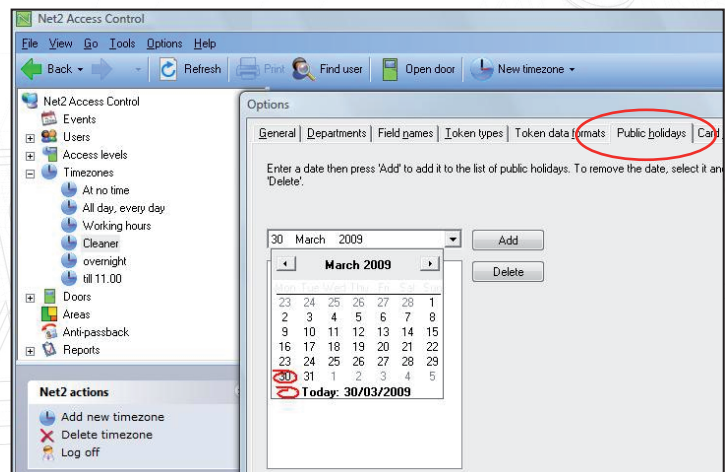 Net2 Access Control
File View Go Tools Options Help
Back Refresh Print Find user Open door New timezone
Net2 Access Control
Events
Users
Access levels
Timezones
At no time
All day, every day
Working hours
Cleaner
overnight
till 11.00
Doors
Areas
Anti-passback
Reports
Net2 actions
Add new timezone
Delete timezone
Log off
Options
General Departments Field names Token types Token data formats Public holidays Card
Enter a date then press 'Add' to add it to the list of public holidays. To remove the date, select it and
'Delete'.
30 March 2009 Add
Delete
March 2009
Mon Tue Wed Thu Fri Sat Sun
23 24 25 26 27 28 1
2 3 4 5 6 7 8
9 10 11 12 13 14 15
16 17 18 19 20 21 22
23 24 25 26 27 28 29
30 31 1 2 3 4 5
Today: 30/03/2009